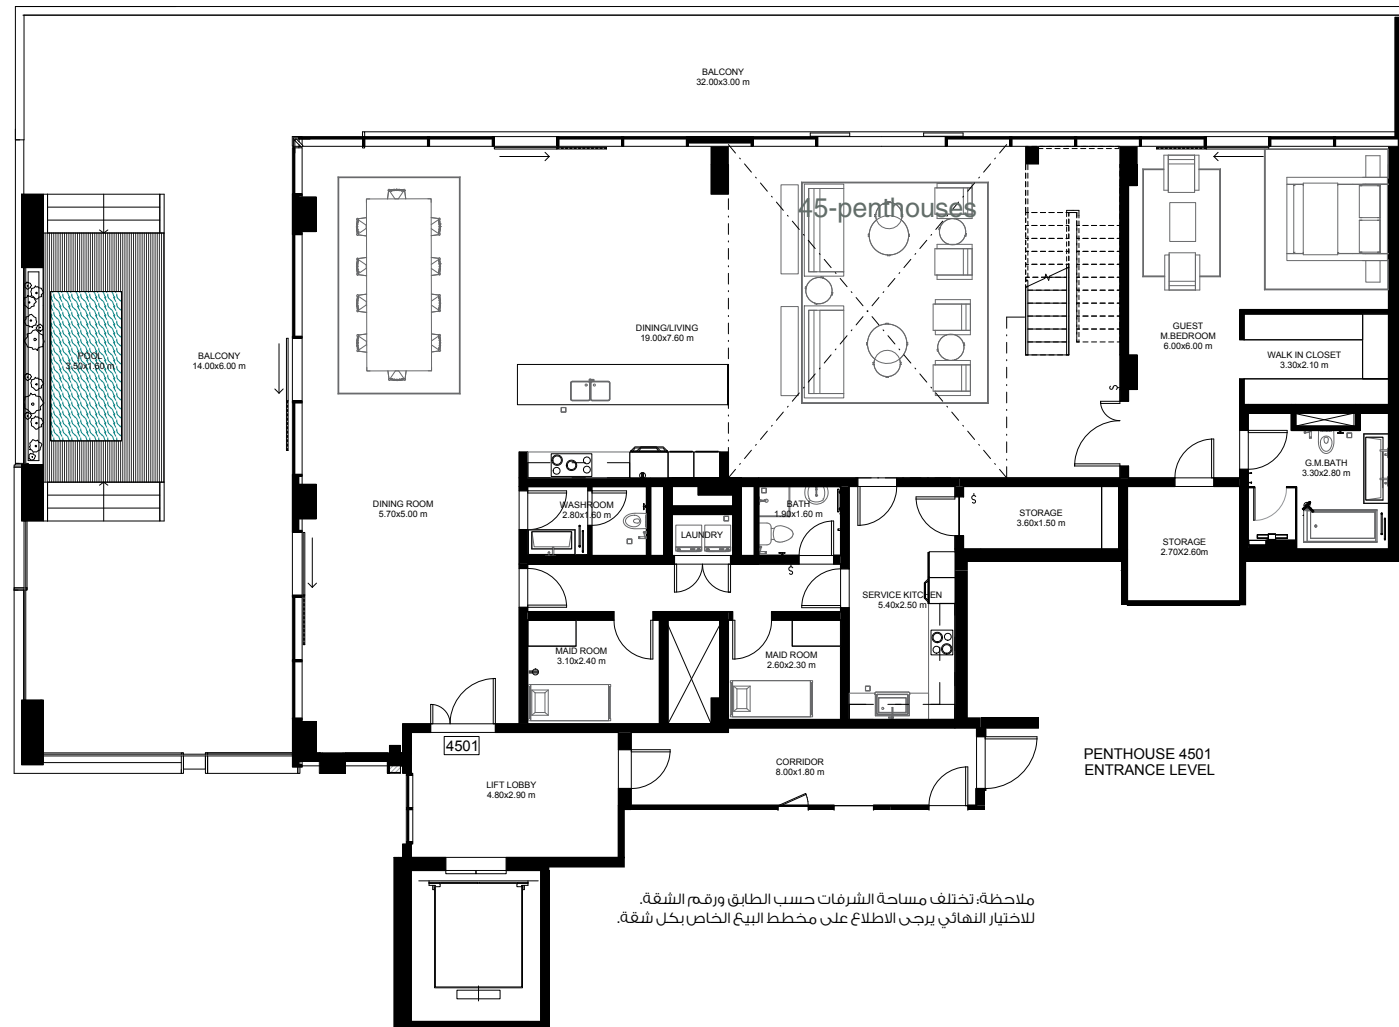 BALCONY
32.00x3.00 m
45-penthouses
DINING/LIVING
19.00x7.60 m
GUEST
M.BEDROOM
6.00x6.00 m
WALK IN CLOSET
3.30x2.10 m
POOL
3.50x1.60 m
BALCONY
14.00x6.00 m
G.M.BATH
3.30x2.80 m
DINING ROOM
5.70x5.00 m
WASHROOM
2.80x1.60 m
LAUNDRY
BATH
1.90x1.60 m
STORAGE
3.60x1.50 m
STORAGE
2.70X2.60m
SERVICE KITCHEN
5.40x2.50 m
MAID ROOM
3.10x2.40 m
MAID ROOM
2.60x2.30 m
4501
LIFT LOBBY
4.80x2.90 m
CORRIDOR
8.00x1.80 m
PENTHOUSE 4501
ENTRANCE LEVEL
ملاحظة: تختلف مساحة الشرفات حسب الطابق ورقم الشقة.
للاختيار النهائي يرجى الاطلاع على مخطط البيع الخاص بكل شقة.